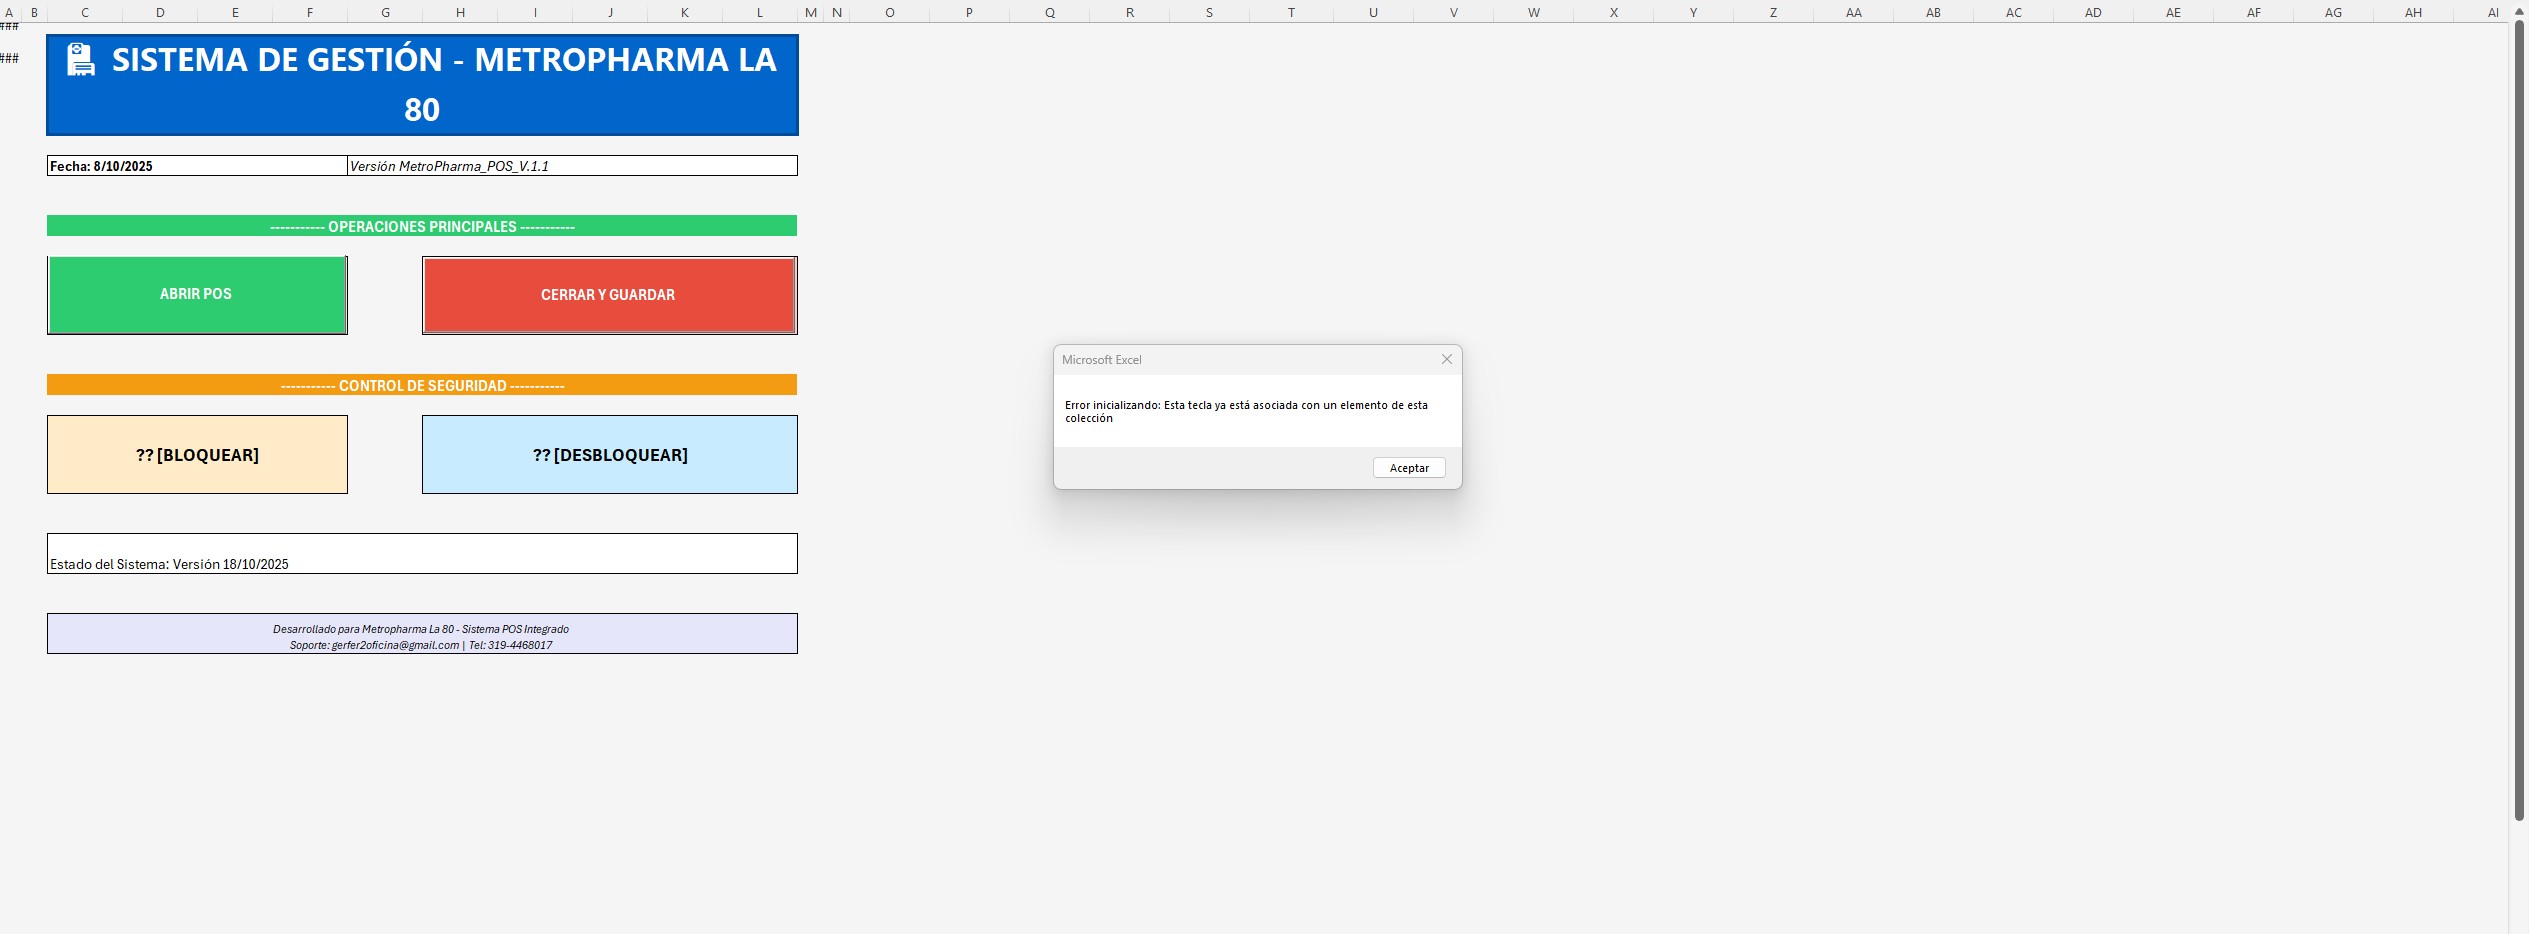 A B C D E F G H I J K L M N O P Q R S T U V W X Y Z AA AB AC AD AE AF AG AH AI
###
###
SISTEMA DE GESTIÓN - METROPHARMA LA
80
Fecha: 8/10/2025 Versión MetroPharma_POS_V.1.1
----------- OPERACIONES PRINCIPALES -----------
ABRIR POS CERRAR Y GUARDAR
----------- CONTROL DE SEGURIDAD -----------
?? [BLOQUEAR] ?? [DESBLOQUEAR]
Estado del Sistema: Versión 18/10/2025
Desarrollado para Metropharma La 80 - Sistema POS Integrado
Soporte: gerfer2oficina@gmail.com | Tel: 319-4468017
Microsoft Excel
Error inicializando: Esta tecla ya está asociada con un elemento de esta
colección
Aceptar